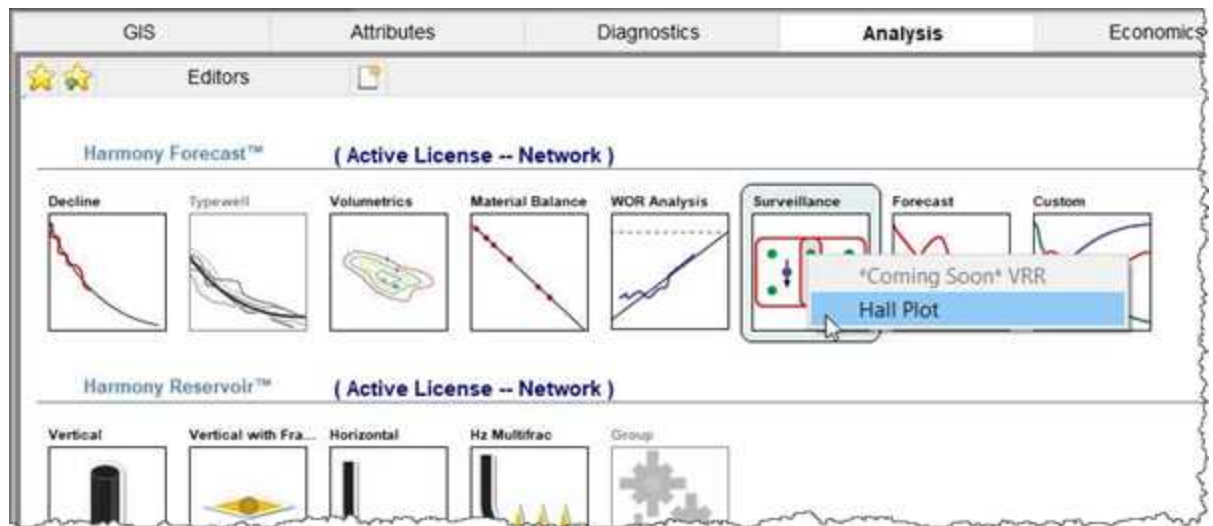 GIS Attributes Diagnostics Analysis Economics
Editors
Harmony Forecast™ ( Active License -- Network )
Decline Typewell Volumetrics Material Balance WOR Analysis Surveillance Forecast Custom
*Coming Soon* VRR
Hall Plot
Harmony Reservoir™ ( Active License -- Network )
Vertical Vertical with Fra... Horizontal Hz Multifrac Group